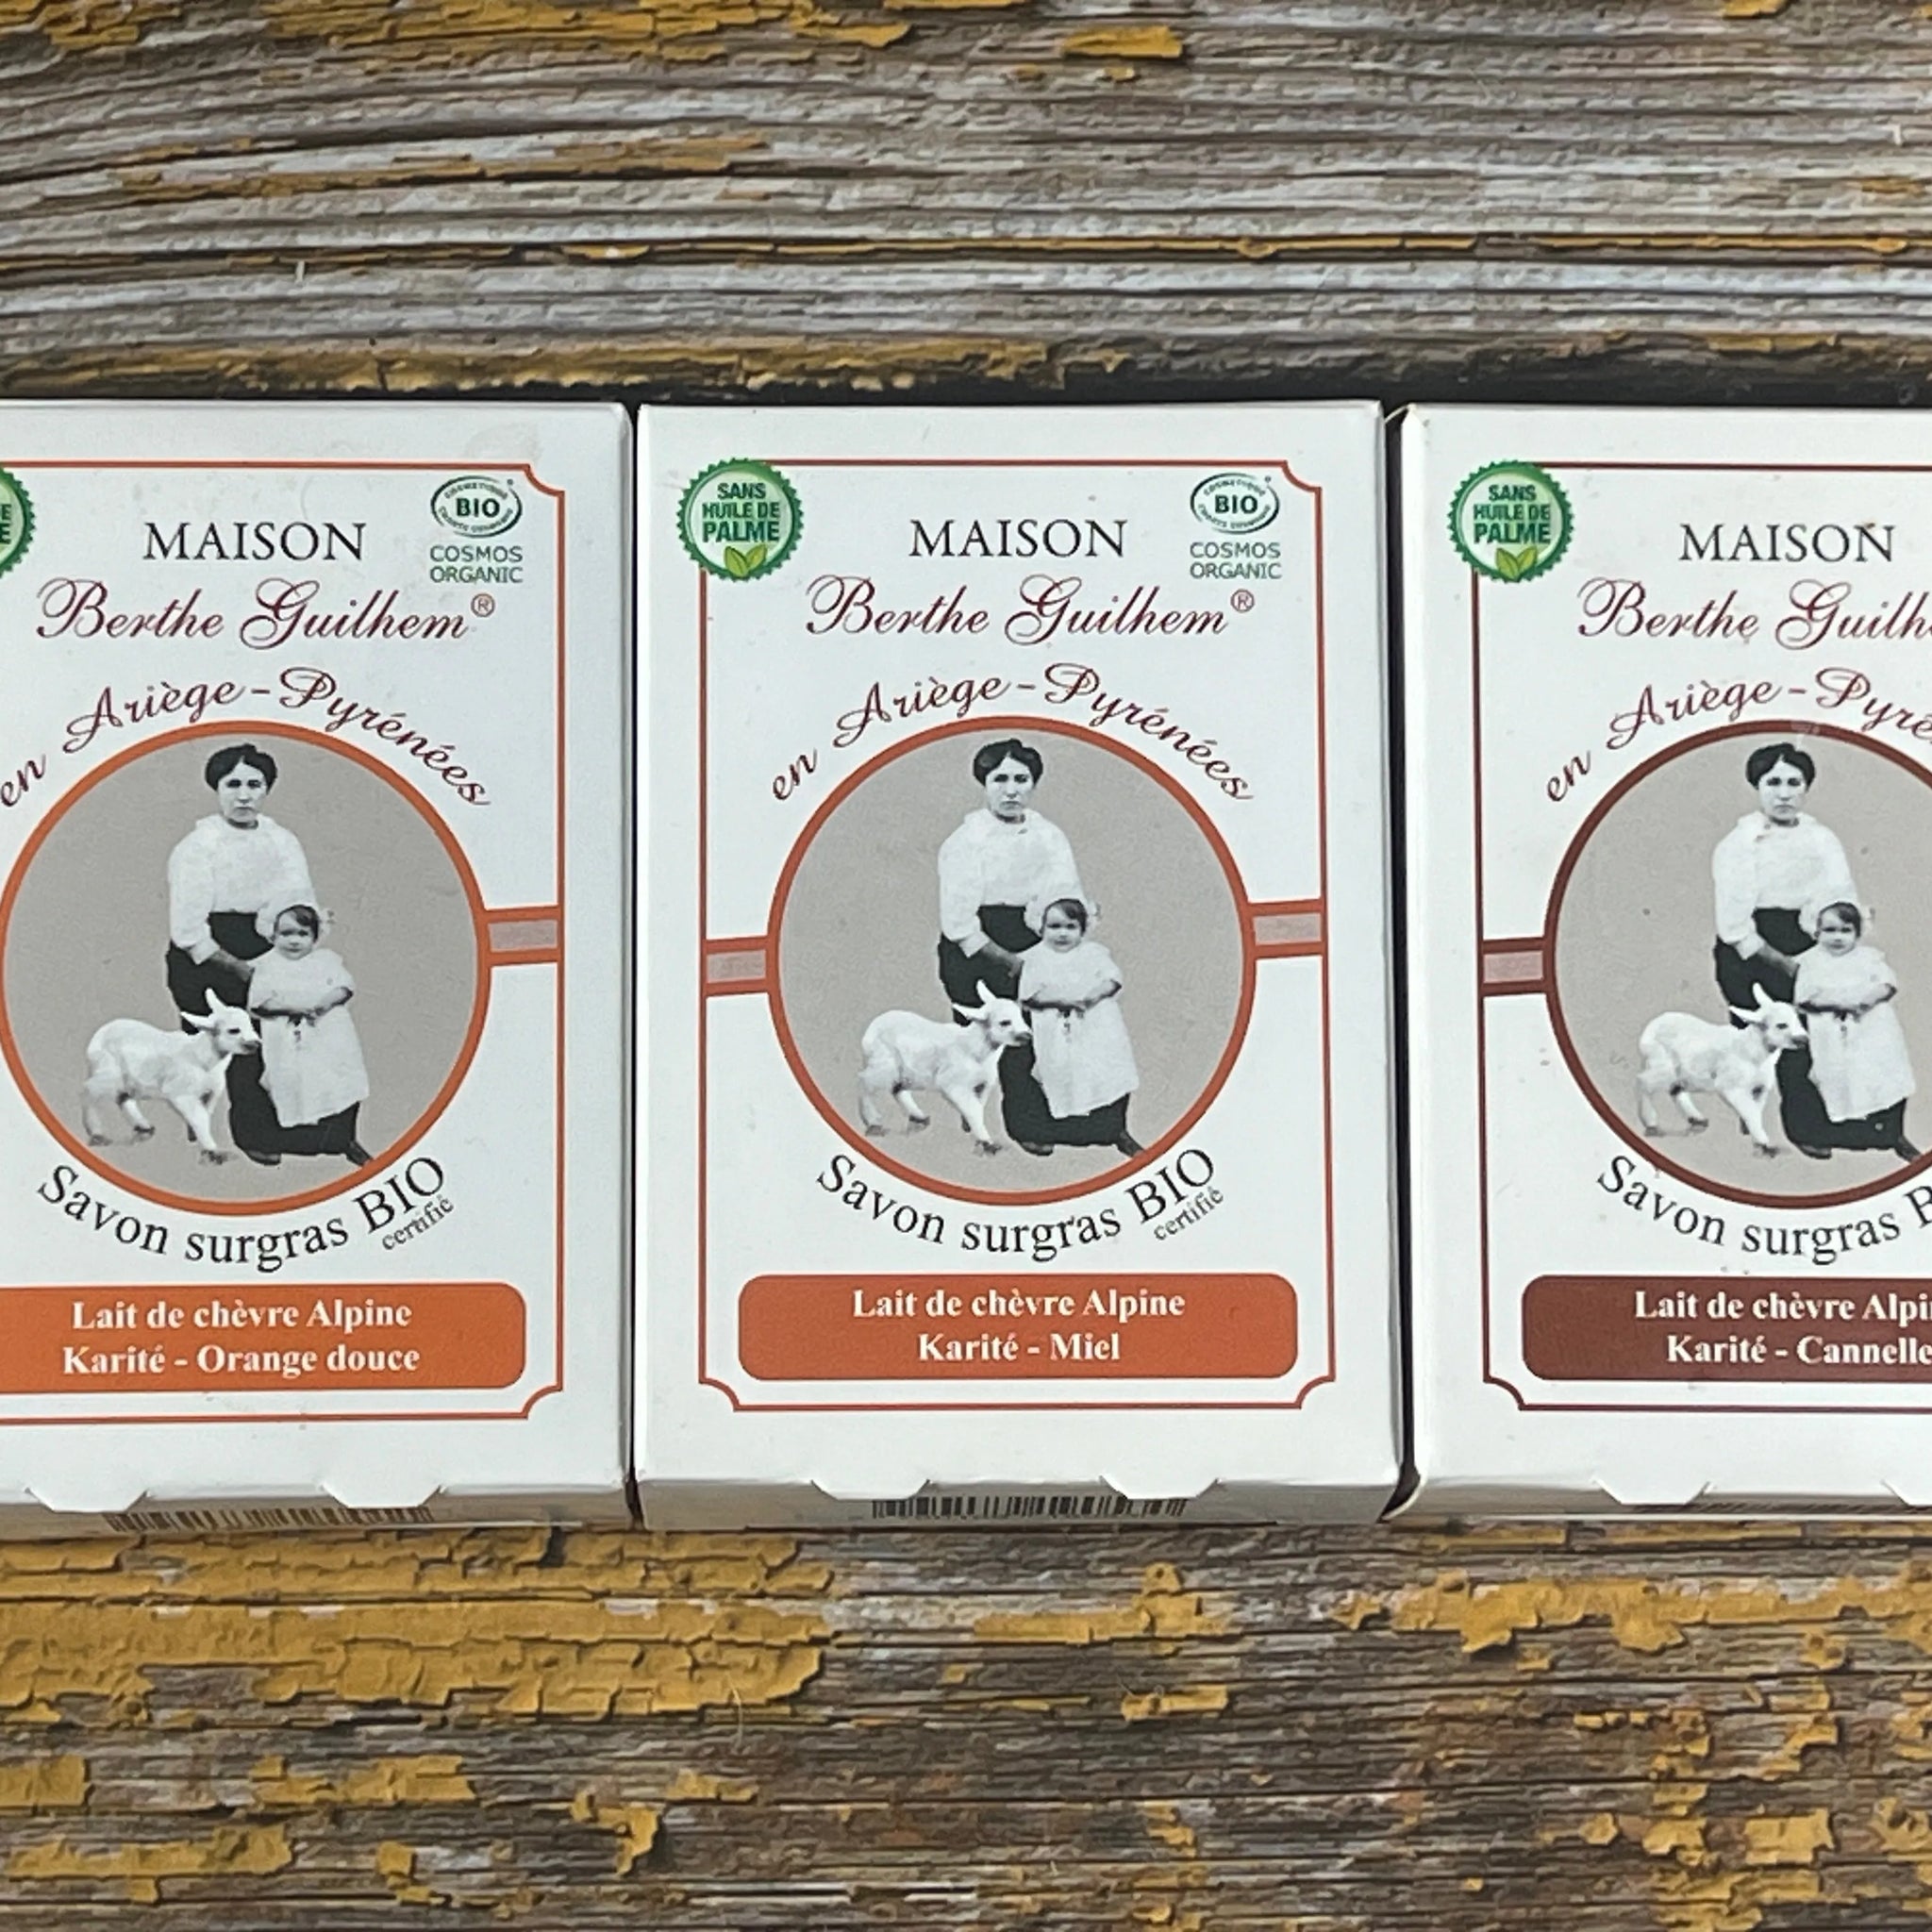 MAISON
Berthe Guilhem®
en Ariège-Pyrénées
BIO
COSMOS
ORGANIC
Savon surgras BIO
certifié
Lait de chèvre Alpine
Karité - Orange douce
SANS
HUILE DE
PALME
MAISON
Berthe Guilhem®
en Ariège-Pyrénées
BIO
COSMOS
ORGANIC
Savon surgras BIO
certifié
Lait de chèvre Alpine
Karité - Miel
SANS
HUILE DE
PALME
MAISON
Berthe Guilh
en Ariège-Pyré
Savon surgras B
Lait de chèvre Alpi
Karité - Cannelle